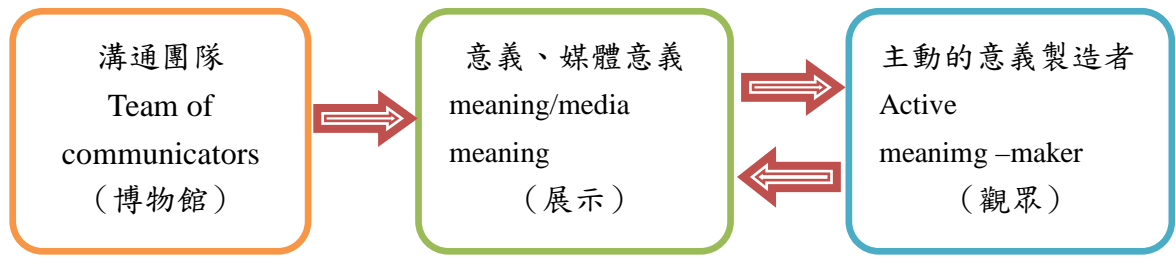 溝通團隊
Team of
communicators
（博物館）
意義、媒體意義
meaning/media
meaning
（展示）
主動的意義製造者
Active
meanimg –maker
（觀眾）